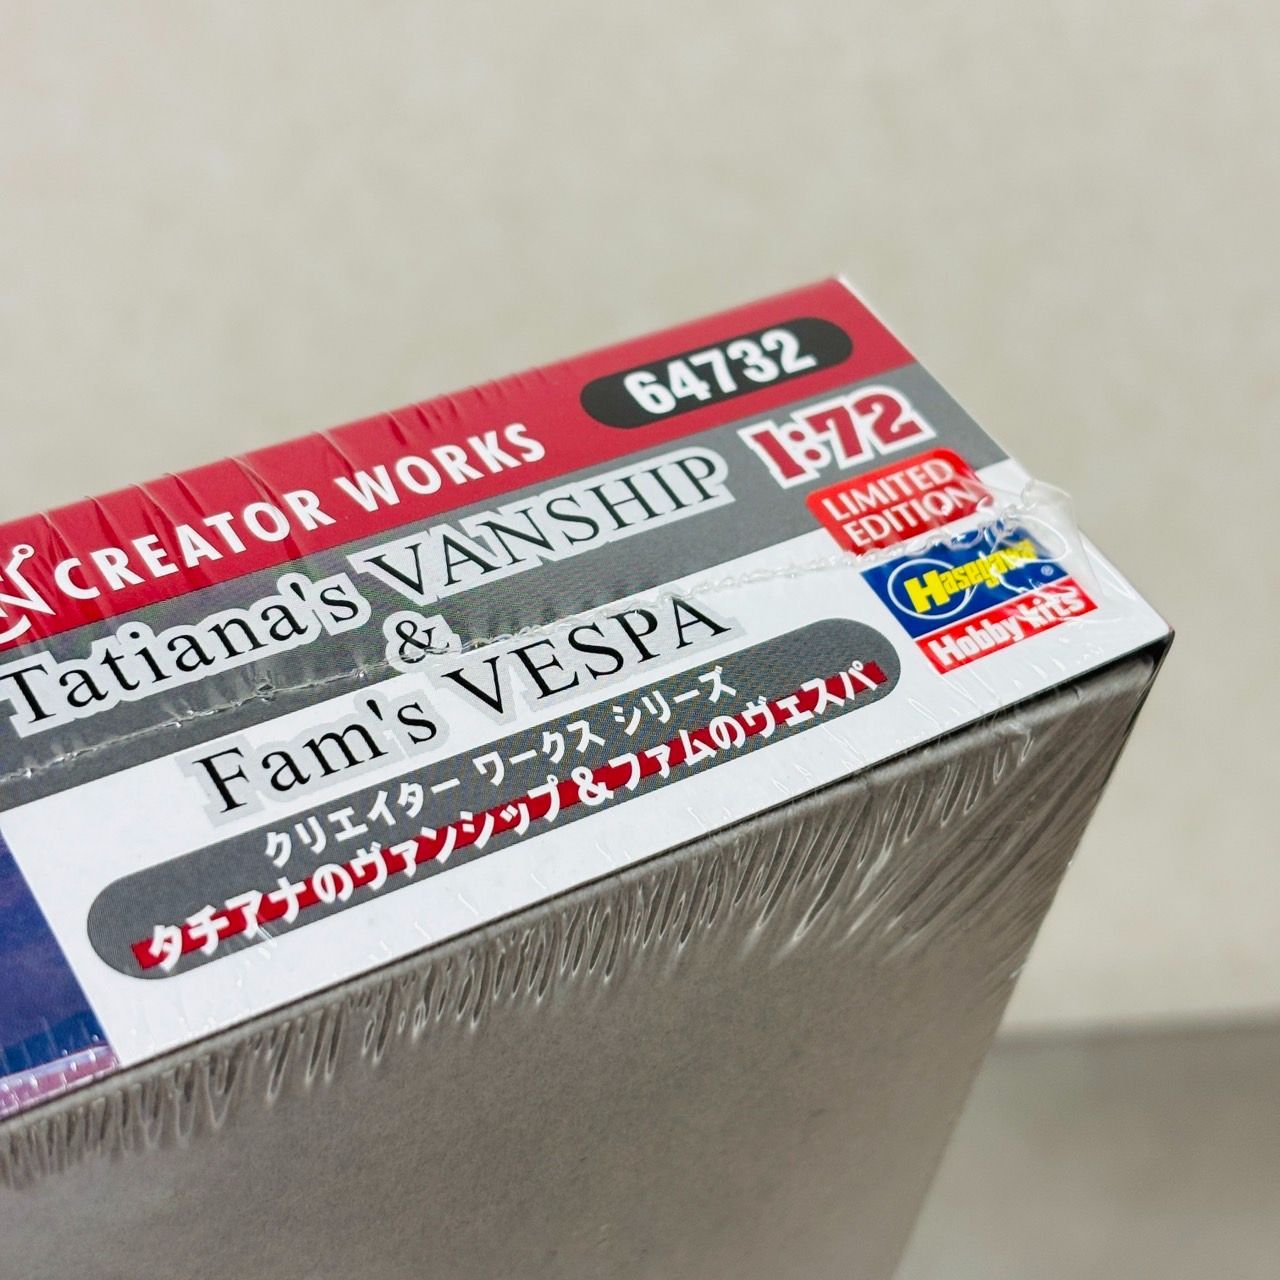 CREATOR WORKS
64732
Tatiana's VANSHIP
&
Fam's VESPA
1:72
LIMITED
EDITION
Hasegawa
Hobby kits
クリエイター ワークス シリーズ
タチアナのヴァンシップ&ファムのヴェスパ